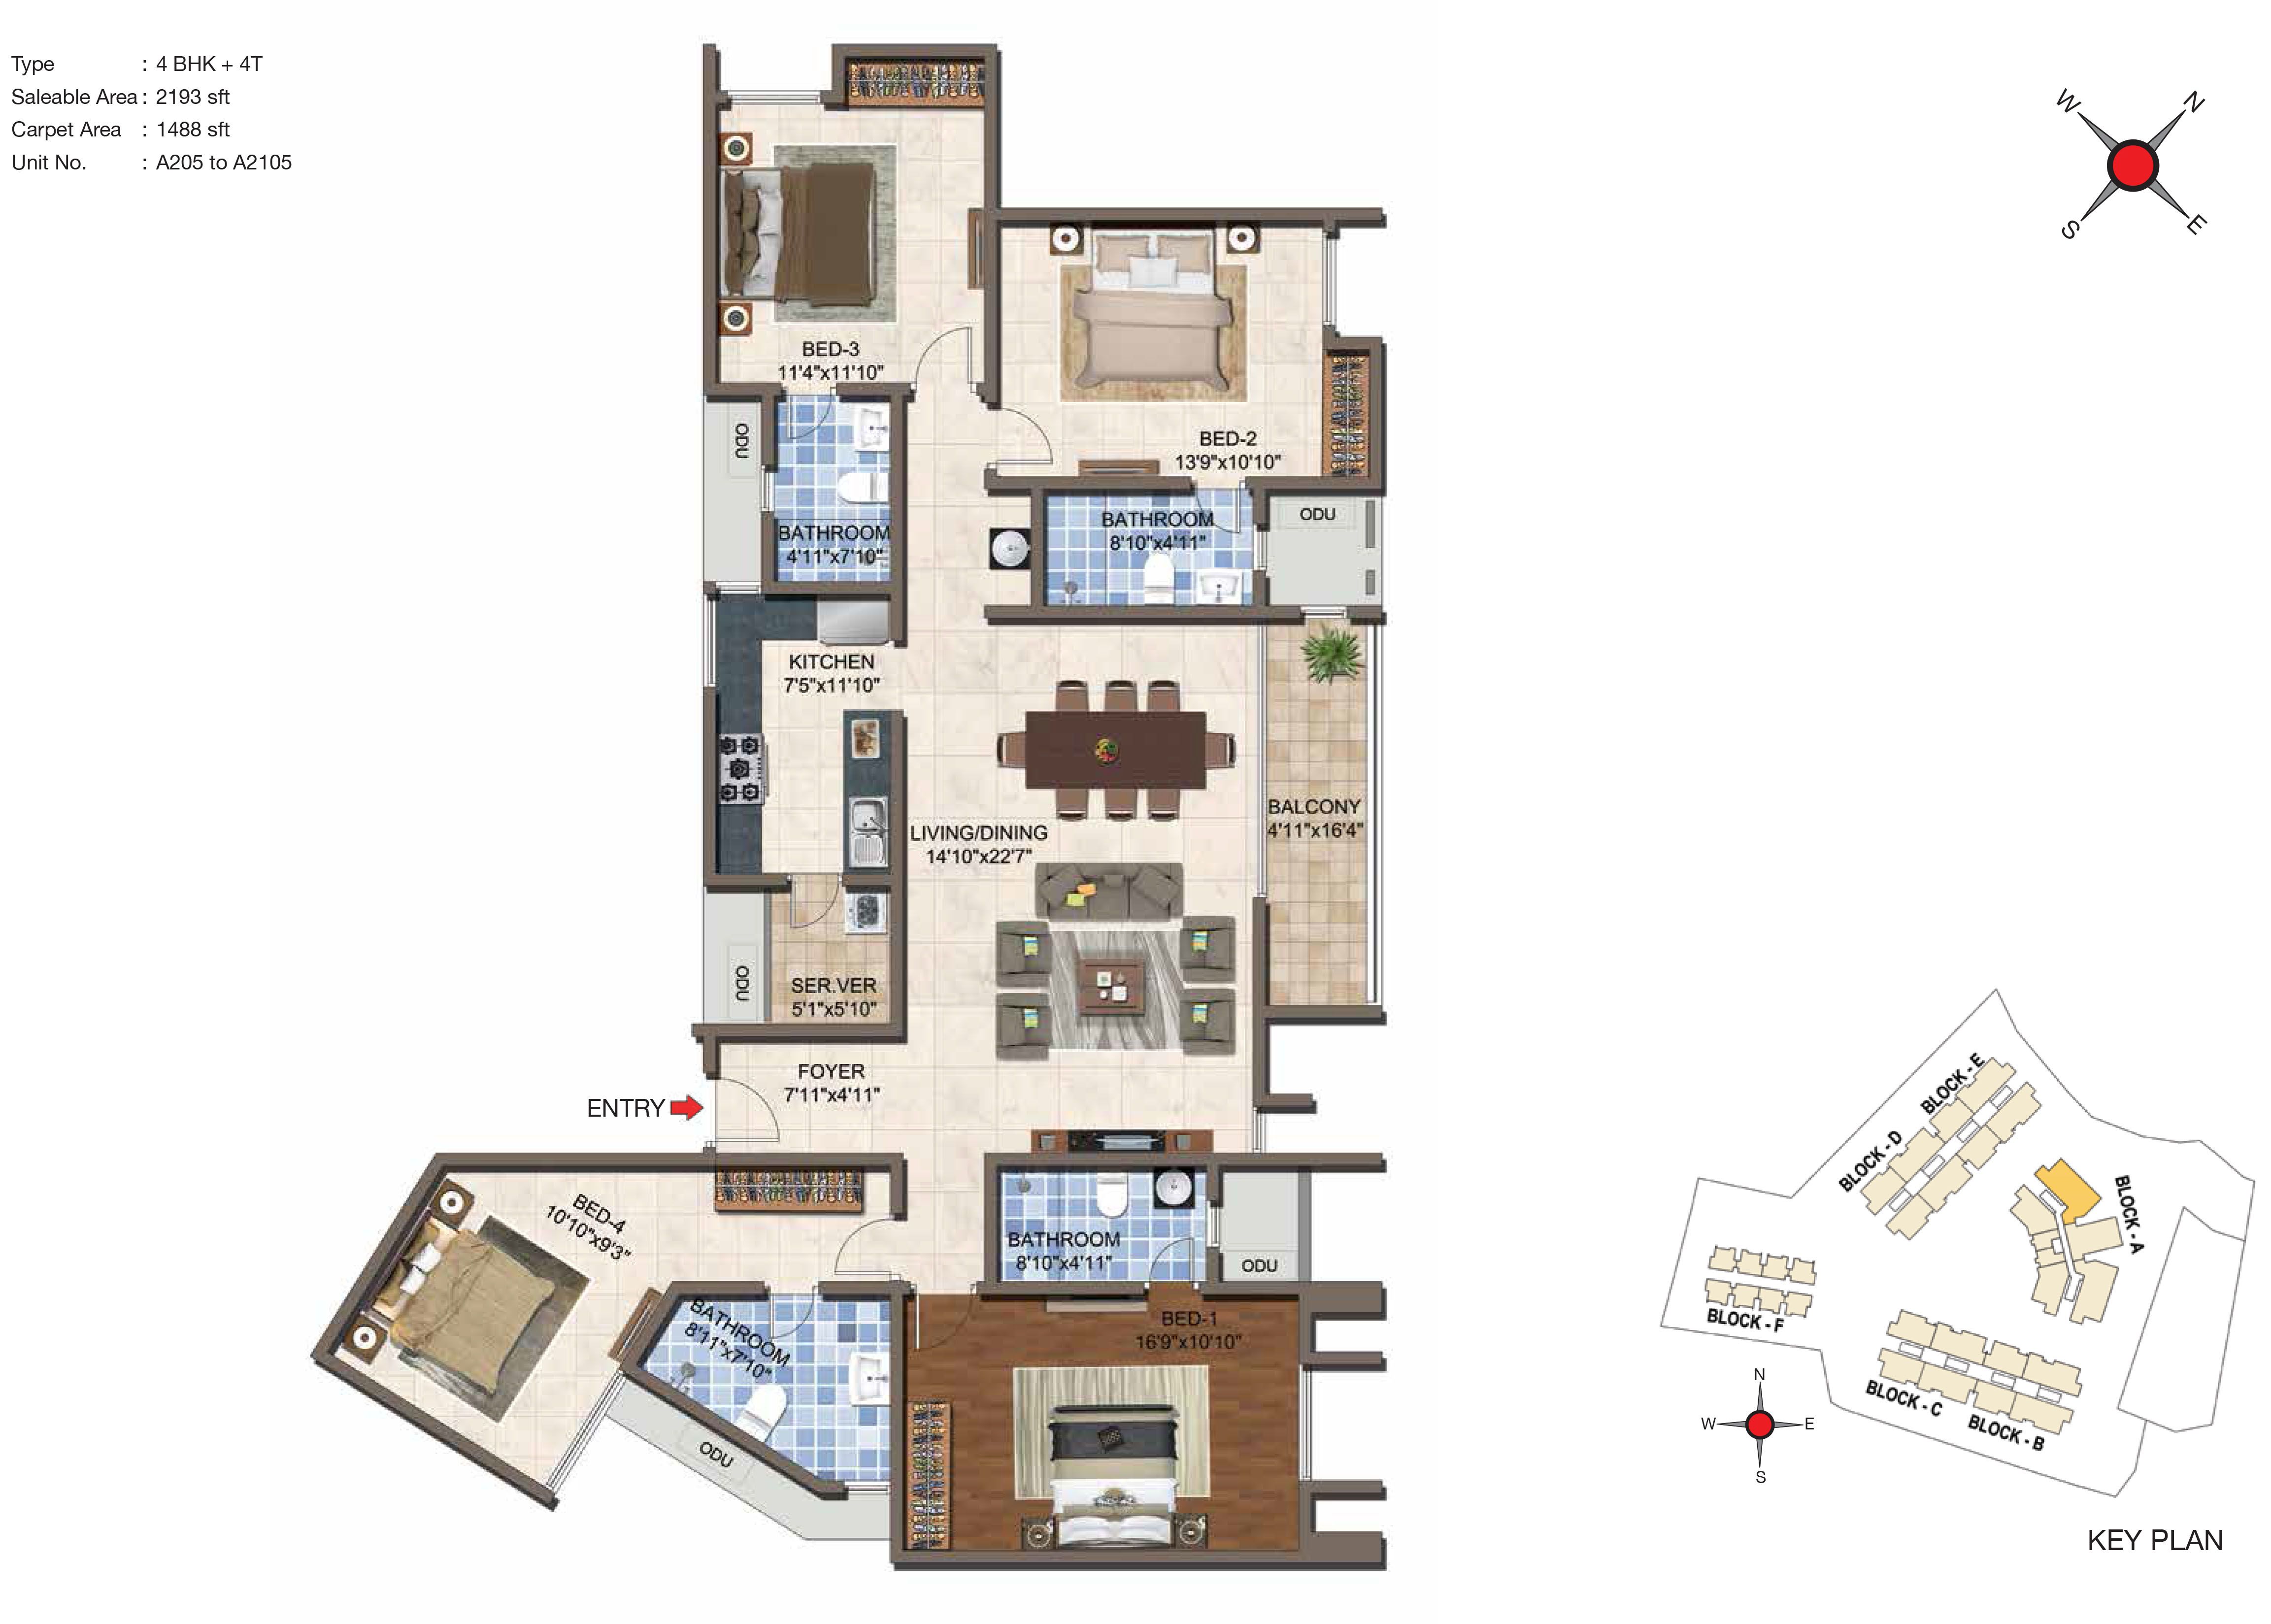 Type : 4 BHK + 4T
Saleable Area : 2193 sft
Carpet Area : 1488 sft
Unit No. : A205 to A2105
W N
S E
BED-3
11'4"x11'10"
BED-2
13'9"x10'10"
ODU
BATHROOM
4'11"x7'10"
BATHROOM
8'10"x4'11"
ODU
KITCHEN
7'5"x11'10"
LIVING/DINING
14'10"x22'7"
BALCONY
4'11"x16'4"
ODU
SER.VER
5'1"x5'10"
FOYER
7'11"x4'11"
ENTRY
BED-4
10'10"x9'3"
BATHROOM
8'10"x4'11"
ODU
BATHROOM
8'11"x7'10"
ODU
BED-1
16'9"x10'10"
BLOCK - E
BLOCK - D
BLOCK - A
BLOCK - F
BLOCK - C
BLOCK - B
N
W E
S
KEY PLAN